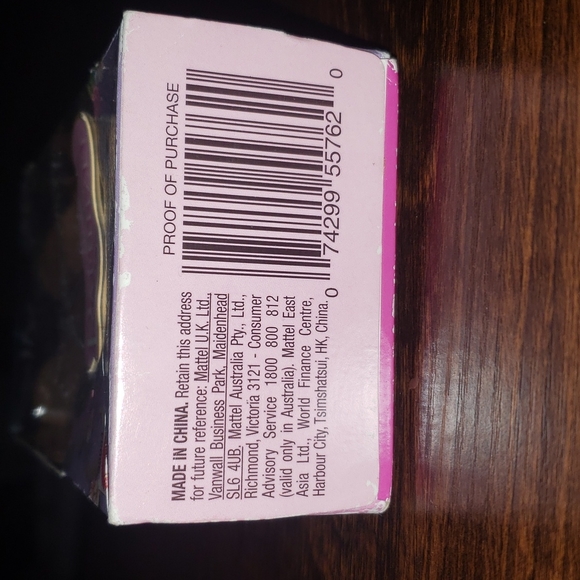 MADE IN CHINA. Retain this address
for future reference: Mattel U.K. Ltd.,
Vanwall Business Park, Maidenhead
SL6 4UB. Mattel Australia Pty., Ltd.,
Richmond, Victoria 3121 - Consumer
Advisory Service 1800 800 812
(valid only in Australia). Mattel East
Asia Ltd., World Finance Centre,
Harbour City, Tsimshatsui, HK, China.
PROOF OF PURCHASE
0 74299 55762 0